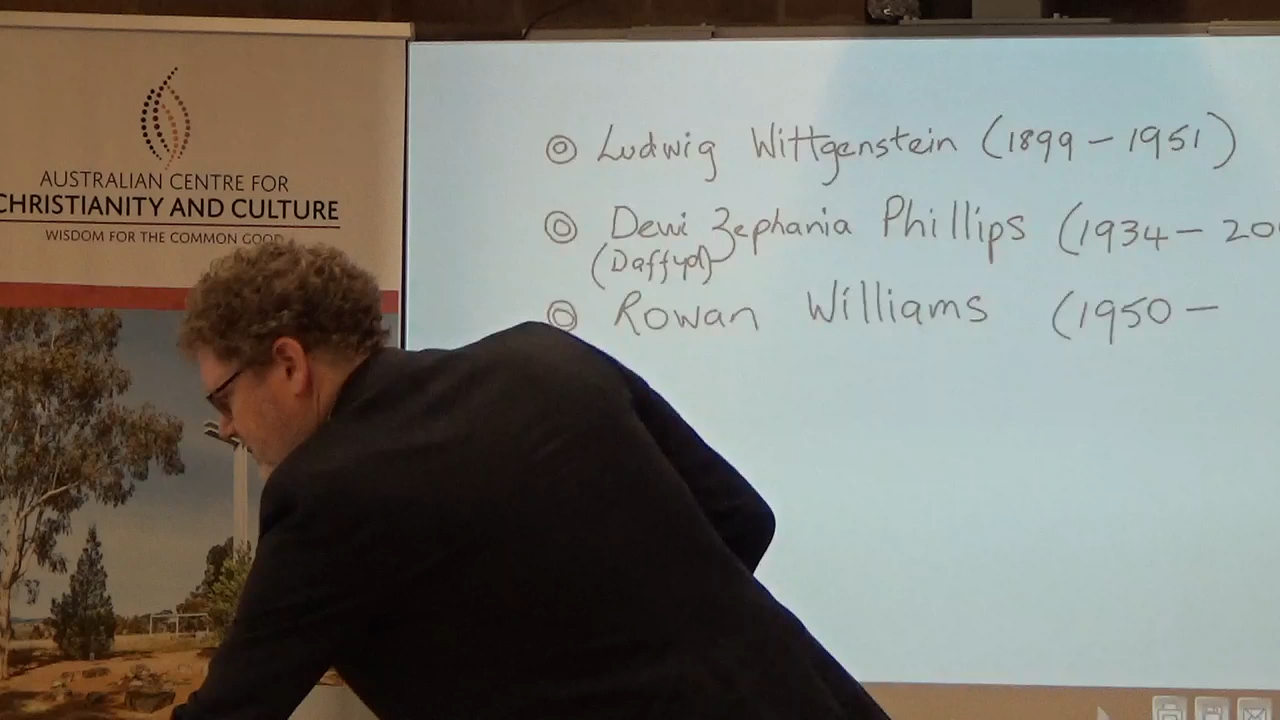 AUSTRALIAN CENTRE FOR
CHRISTIANITY AND CULTURE
WISDOM FOR THE COMMON GOOD
Ludwig Wittgenstein (1899 – 1951)
Dewi Zephania Phillips (1934 – 20
(Daffyd)
Rowan Williams (1950 –